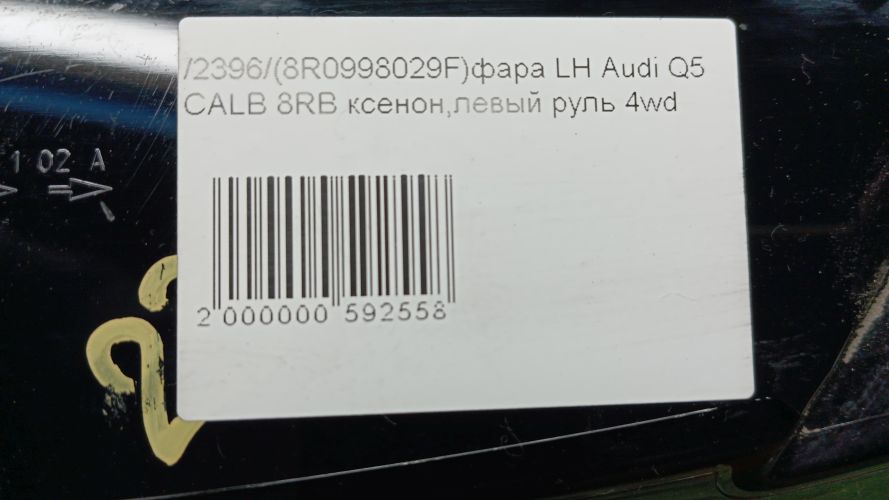 /2396/(8R0998029F)фара LH Audi Q5
CALB 8RB ксенон,левый руль 4wd
1 02 A
2 000000 592558